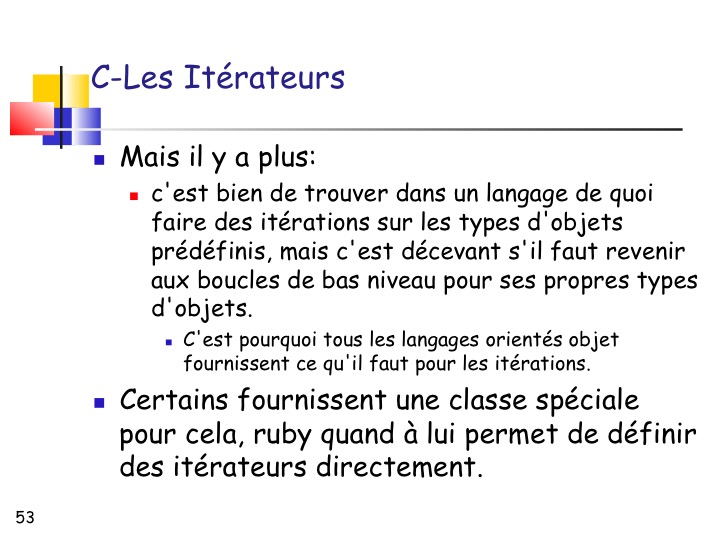 C-Les Itérateurs
Mais il y a plus:
c'est bien de trouver dans un langage de quoi
faire des itérations sur les types d'objets
prédéfinis, mais c'est décevant s'il faut revenir
aux boucles de bas niveau pour ses propres types
d'objets.
C'est pourquoi tous les langages orientés objet
fournissent ce qu'il faut pour les itérations.
Certains fournissent une classe spéciale
pour cela, ruby quand à lui permet de définir
des itérateurs directement.
53